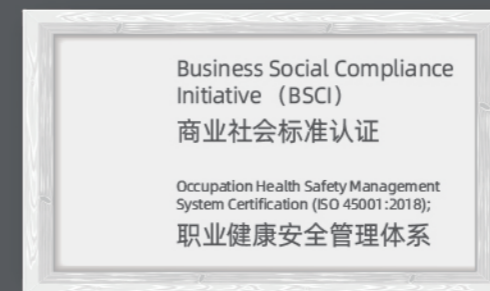 Business Social Compliance
Initiative （BSCI）
商业社会标准认证
Occupation Health Safety Management
System Certification (ISO 45001:2018);
职业健康安全管理体系